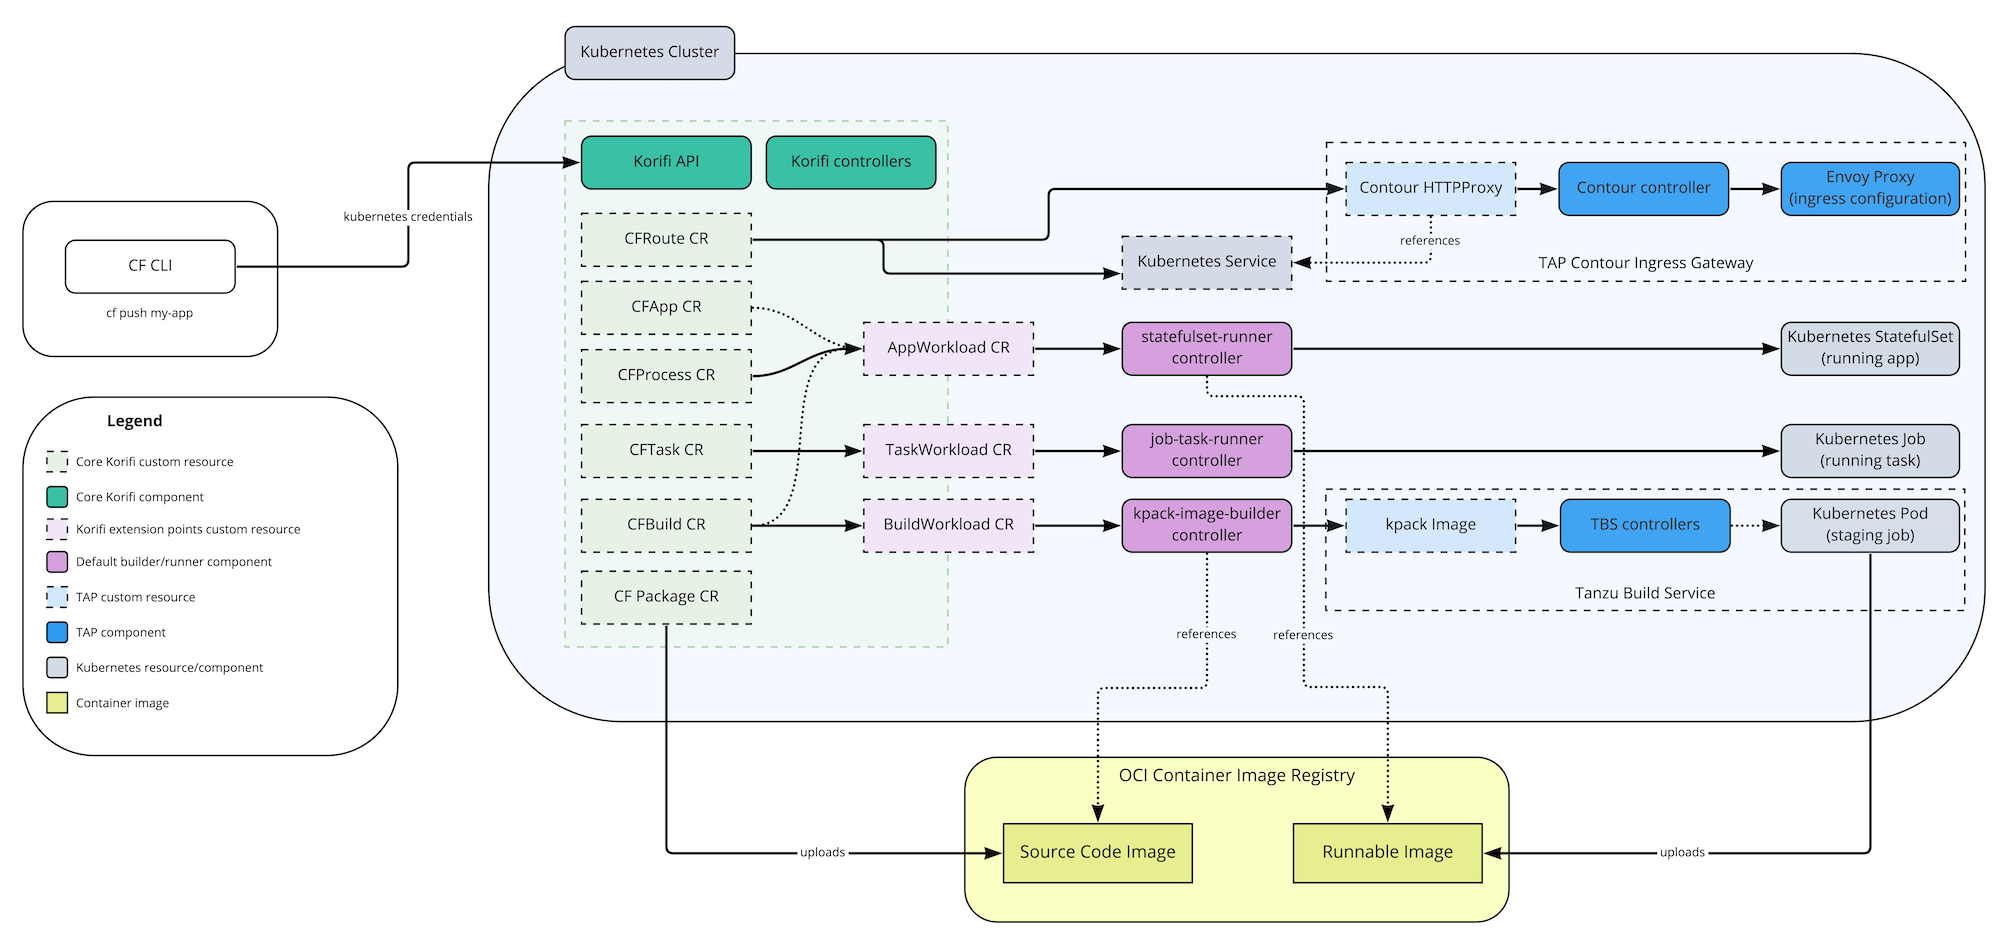 Kubernetes Cluster
Korifi API
Korifi controllers
kubernetes credentials
CF CLI
cf push my-app
CFRoute CR
CFApp CR
CFProcess CR
CFTask CR
CFBuild CR
CF Package CR
AppWorkload CR
TaskWorkload CR
BuildWorkload CR
Contour HTTPProxy
Contour controller
Envoy Proxy
(ingress configuration)
references
Kubernetes Service
TAP Contour Ingress Gateway
statefulset-runner
controller
Kubernetes StatefulSet
(running app)
job-task-runner
controller
Kubernetes Job
(running task)
kpack-image-builder
controller
kpack Image
TBS controllers
Kubernetes Pod
(staging job)
Tanzu Build Service
references
references
Legend
Core Korifi custom resource
Core Korifi component
Korifi extension points custom resource
Default builder/runner component
TAP custom resource
TAP component
Kubernetes resource/component
Container image
OCI Container Image Registry
uploads
Source Code Image
Runnable Image
uploads